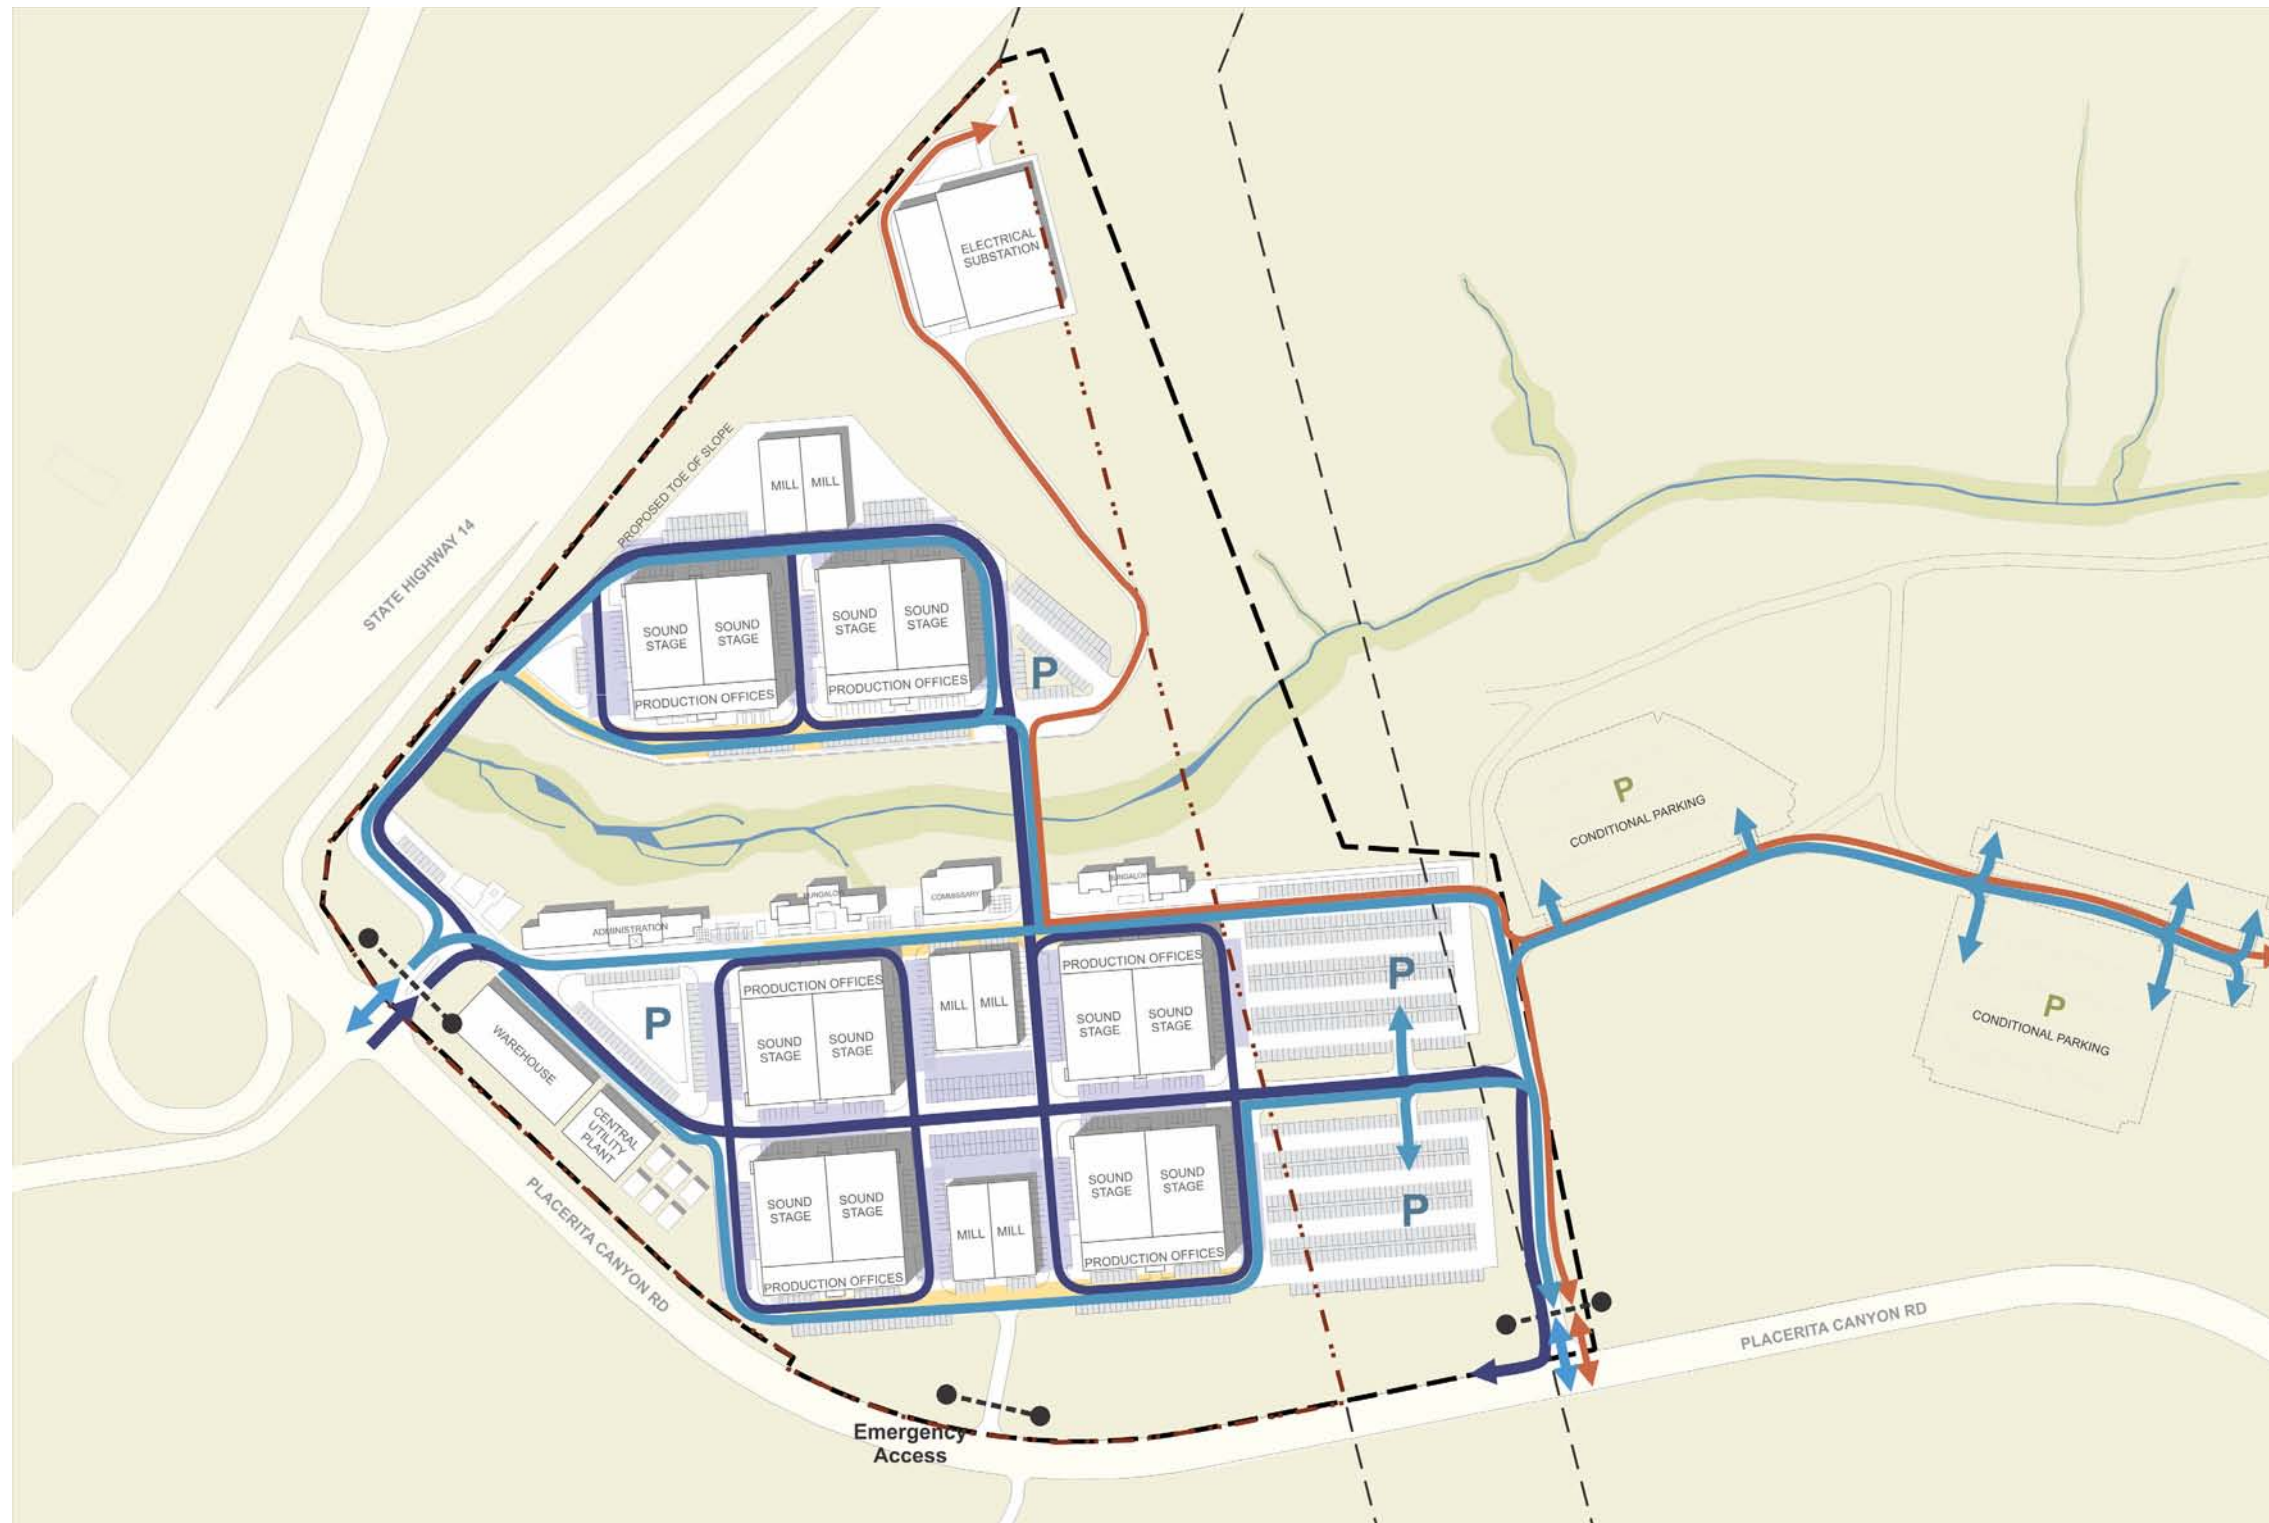 ELECTRICAL
SUBSTATION
PROPOSED TOE OF SLOPE
STATE HIGHWAY 14
MILL
MILL
SOUND
STAGE
SOUND
STAGE
SOUND
STAGE
SOUND
STAGE
PRODUCTION OFFICES
PRODUCTION OFFICES
P
P
CONDITIONAL PARKING
BUNGALOW
COMMISSARY
BUNGALOW
ADMINISTRATION
PRODUCTION OFFICES
PRODUCTION OFFICES
P
P
P
CONDITIONAL PARKING
MILL
MILL
SOUND
STAGE
SOUND
STAGE
SOUND
STAGE
SOUND
STAGE
WAREHOUSE
CENTRAL
UTILITY
PLANT
SOUND
STAGE
SOUND
STAGE
SOUND
STAGE
SOUND
STAGE
P
MILL
MILL
PRODUCTION OFFICES
PRODUCTION OFFICES
PLACERITA CANYON RD
PLACERITA CANYON RD
Emergency
Access